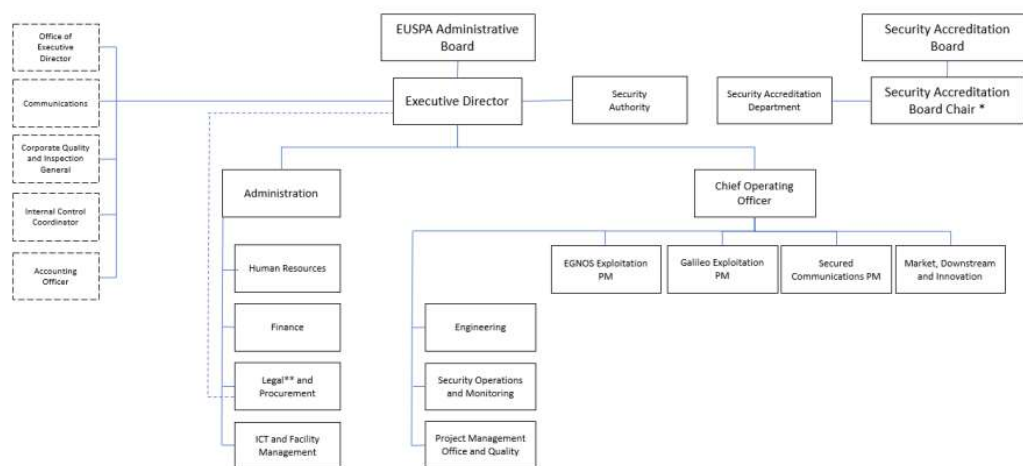 EUSPA Administrative
Board
Security Accreditation
Board
Office of
Executive
Director
Communications
Executive Director
Security
Authority
Security Accreditation
Department
Security Accreditation
Board Chair *
Corporate Quality
and Inspection
General
Internal Control
Coordinator
Accounting
Officer
Administration
Chief Operating
Officer
Human Resources
Finance
Legal** and
Procurement
ICT and Facility
Management
EGNOS Exploitation
PM
Galileo Exploitation
PM
Secured
Communications PM
Market, Downstream
and Innovation
Engineering
Security Operations
and Monitoring
Project Management
Office and Quality